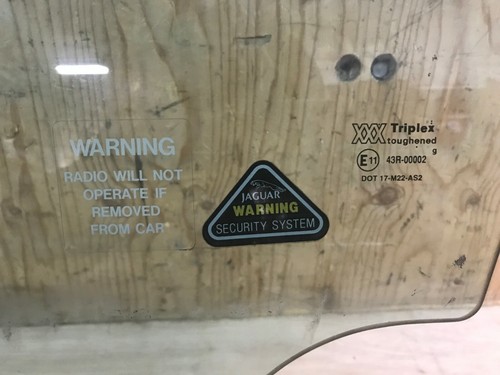 WARNING
RADIO WILL NOT
OPERATE IF
REMOVED
FROM CAR
JAGUAR
WARNING
SECURITY SYSTEM
XXX Triplex
toughened
g
E11 43R-00002
DOT 17-M22-AS2